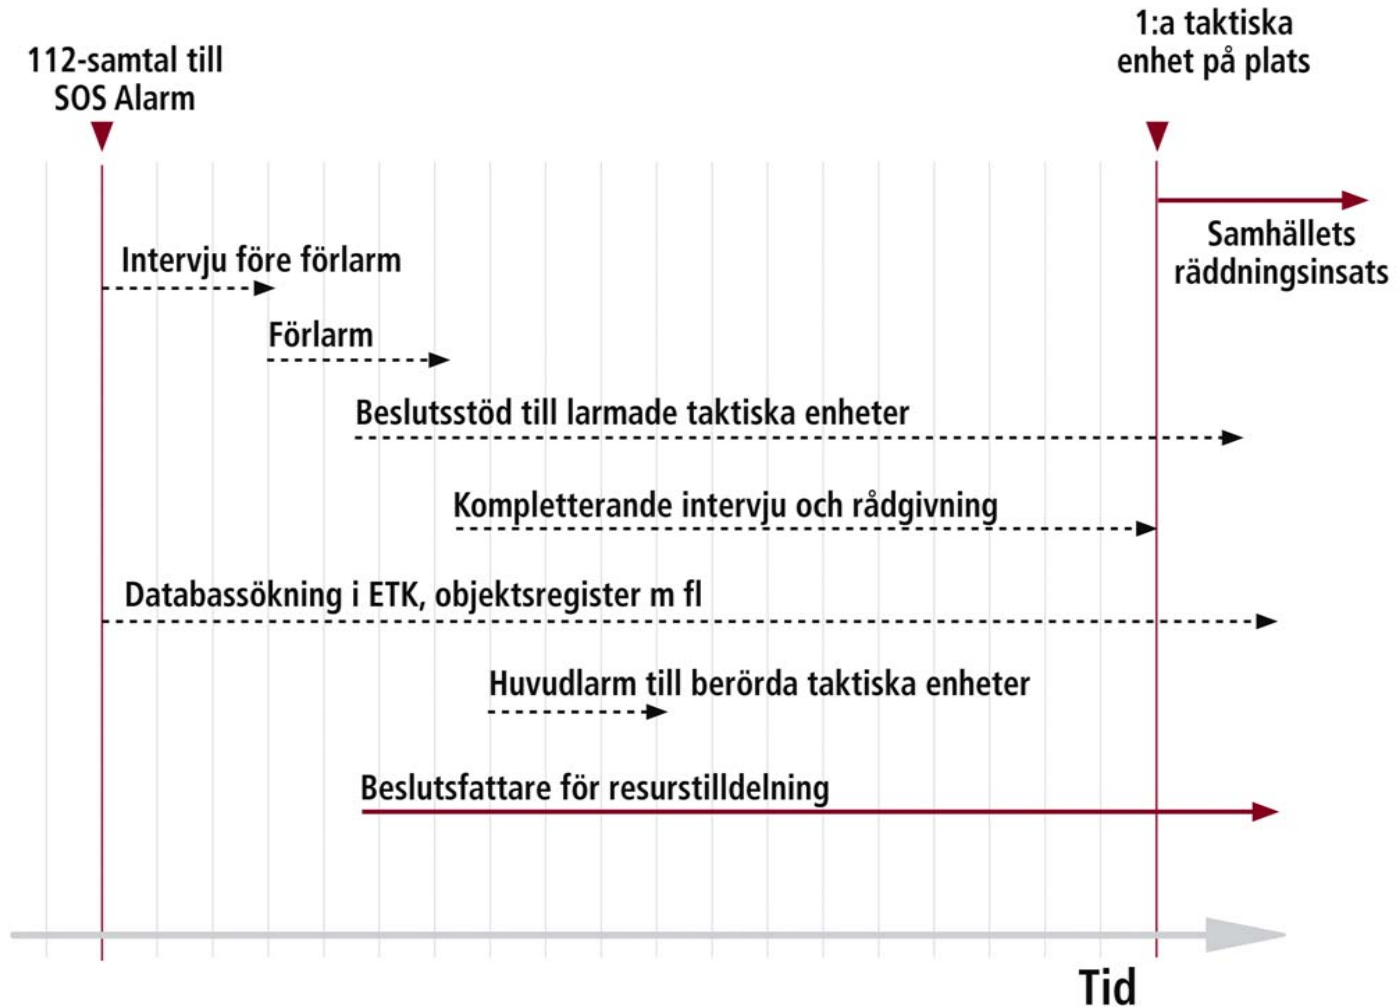 112-samtal till
SOS Alarm
1:a taktiska
enhet på plats
Samhällets
räddningsinsats
Intervju före förlarm
Förlarm
Beslutsstöd till larmade taktiska enheter
Kompletterande intervju och rådgivning
Databassökning i ETK, objektsregister m fl
Huvudlarm till berörda taktiska enheter
Beslutsfattare för resurstilldelning
Tid